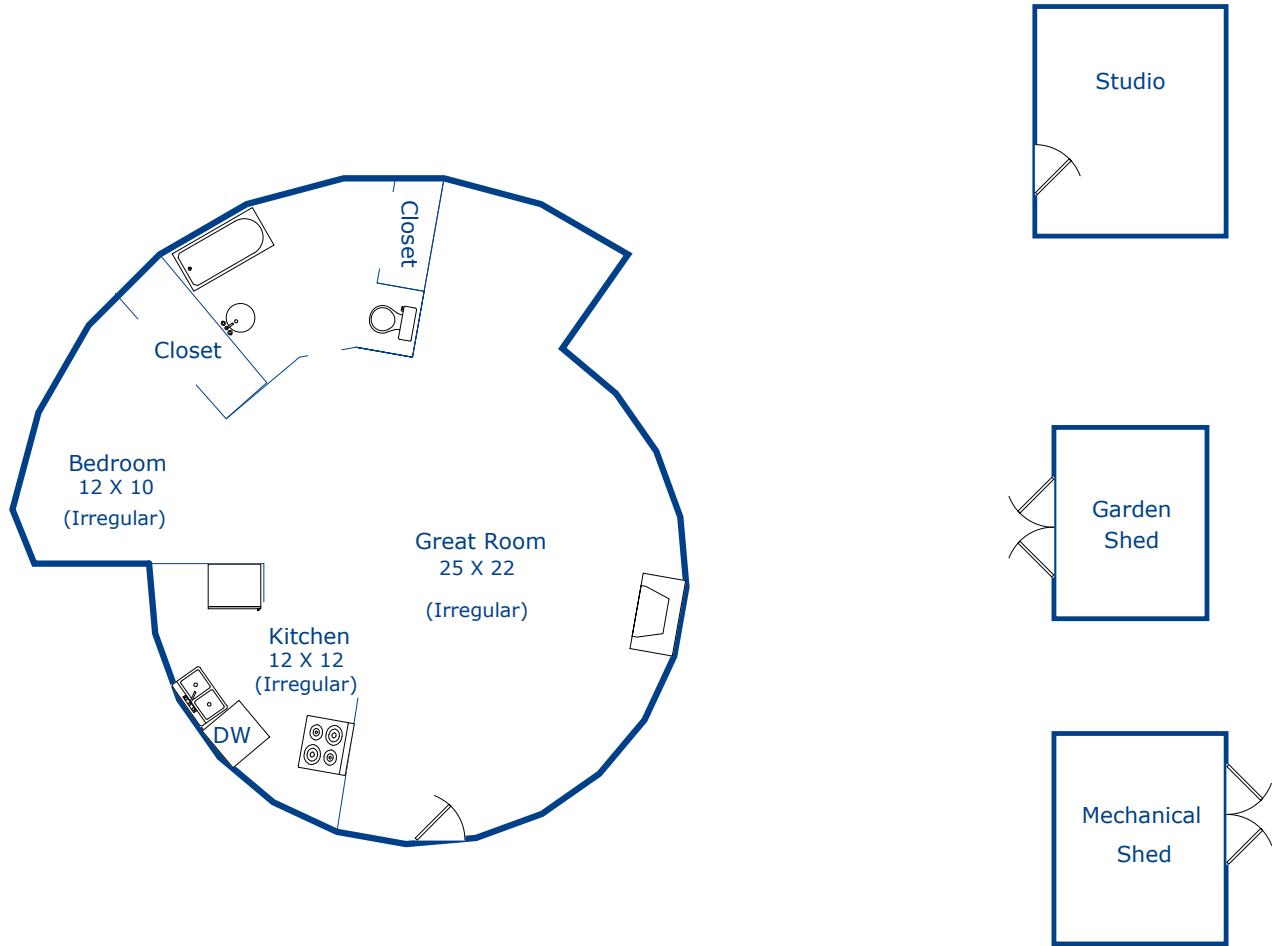 Studio
Closet
Closet
Bedroom
12 X 10
(Irregular)
Great Room
25 X 22
(Irregular)
Kitchen
12 X 12
(Irregular)
DW
Garden
Shed
Mechanical
Shed